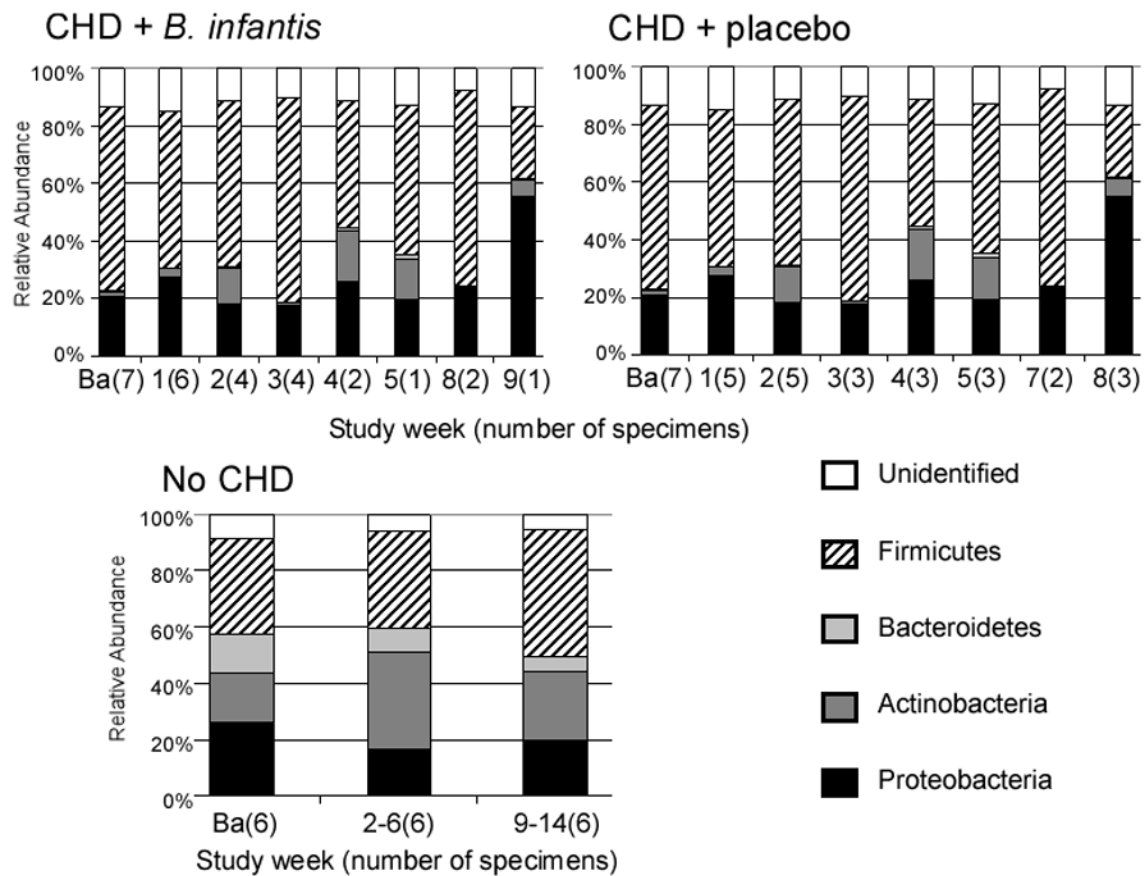 CHD + B. infantis
100%
80%
60%
40%
20%
0%
Relative Abundance
Ba(7) 1(6) 2(4) 3(4) 4(2) 5(1) 8(2) 9(1)
CHD + placebo
100%
80%
60%
40%
20%
0%
Ba(7) 1(5) 2(5) 3(3) 4(3) 5(3) 7(2) 8(3)
Study week (number of specimens)
No CHD
100%
80%
60%
40%
20%
0%
Relative Abundance
Ba(6) 2-6(6) 9-14(6)
Study week (number of specimens)
Unidentified
Firmicutes
Bacteroidetes
Actinobacteria
Proteobacteria